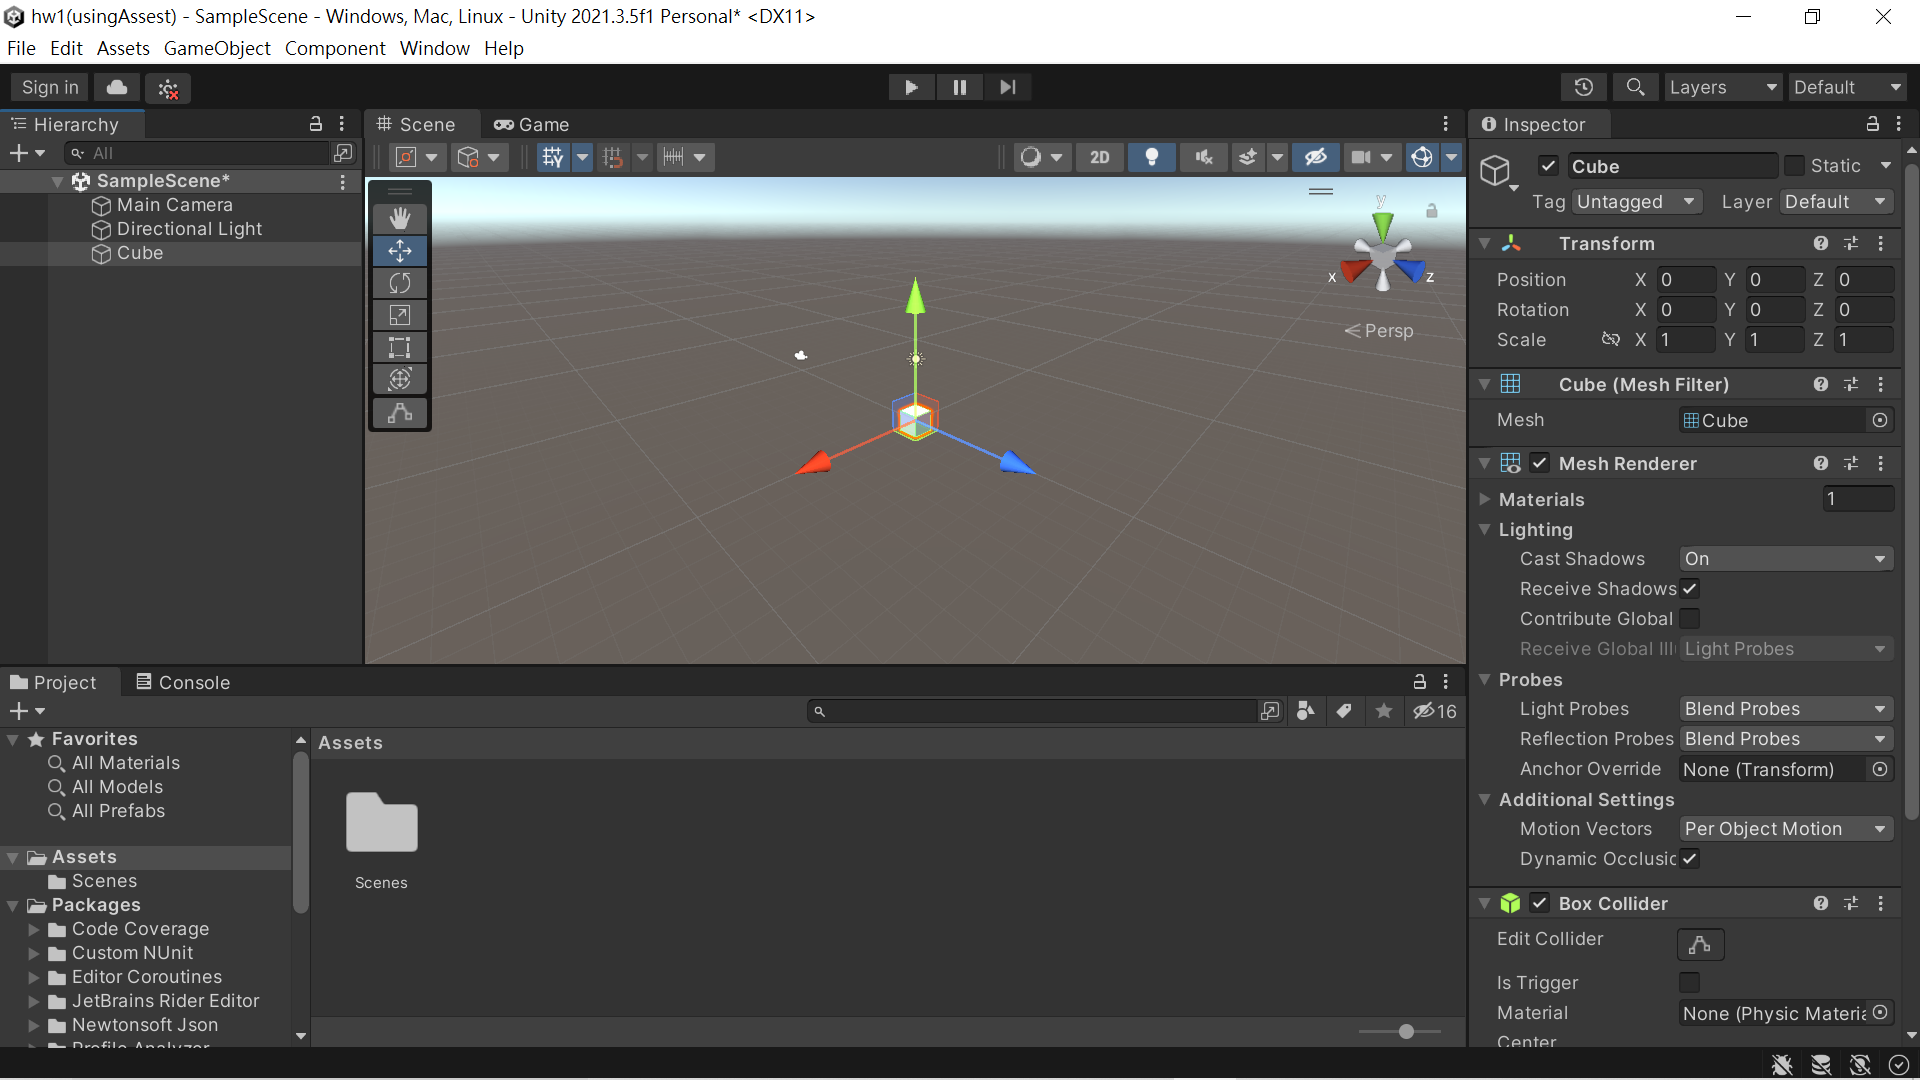 hw1(usingAssest) - SampleScene - Windows, Mac, Linux - Unity 2021.3.5f1 Personal* <DX11>
File Edit Assets GameObject Component Window Help
Sign in
Layers Default
Hierarchy
All
SampleScene*
Main Camera
Directional Light
Cube
Scene Game
2D
y
x z
Persp
Inspector
Cube Static
Tag Untagged Layer Default
Transform
Position X 0 Y 0 Z 0
Rotation X 0 Y 0 Z 0
Scale X 1 Y 1 Z 1
Cube (Mesh Filter)
Mesh Cube
Mesh Renderer
Materials 1
Lighting
Cast Shadows On
Receive Shadows
Contribute Global
Receive Global Ill Light Probes
Probes
Light Probes Blend Probes
Reflection Probes Blend Probes
Anchor Override None (Transform)
Additional Settings
Motion Vectors Per Object Motion
Dynamic Occlusic
Box Collider
Edit Collider
Is Trigger
Material None (Physic Materia
Center
Project Console
16
Favorites
All Materials
All Models
All Prefabs
Assets
Scenes
Packages
Code Coverage
Custom NUnit
Editor Coroutines
JetBrains Rider Editor
Newtonsoft Json
Profile Analyzer
Assets
Scenes